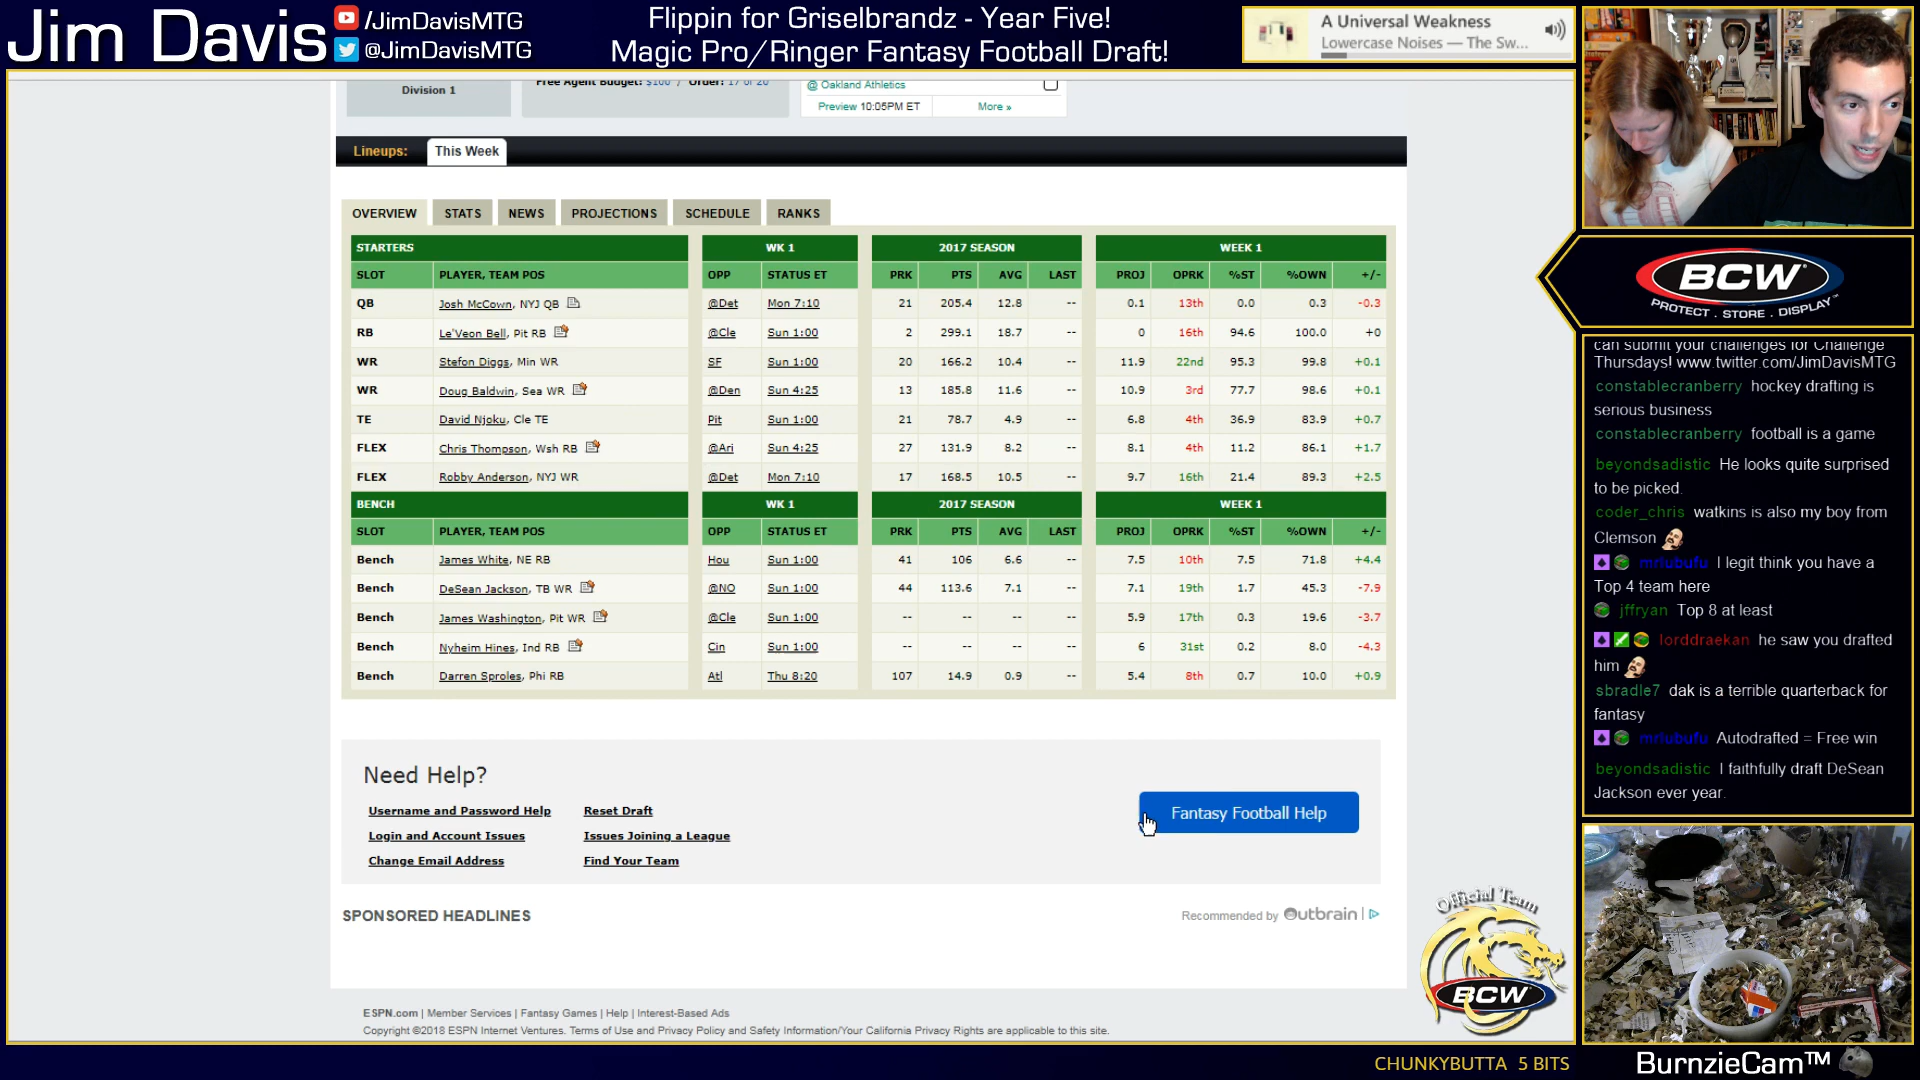 Jim Davis
/JimDavisMTG
@JimDavisMTG
Flippin for Griselbrandz - Year Five!
Magic Pro/Ringer Fantasy Football Draft!
A Universal Weakness
Lowercase Noises — The Sw...
Division 1
Free Agent Budget: $100 / Order: 17 of 20
@ Oakland Athletics
Preview 10:05PM ET More »
Lineups: This Week
OVERVIEW STATS NEWS PROJECTIONS SCHEDULE RANKS
STARTERS WK 1 2017 SEASON WEEK 1
SLOT PLAYER, TEAM POS OPP STATUS ET PRK PTS AVG LAST PROJ OPRK %ST %OWN +/-
QB Josh McCown, NYJ QB @Det Mon 7:10 21 205.4 12.8 -- 0.1 13th 0.0 0.3 -0.3
RB Le'Veon Bell, Pit RB @Cle Sun 1:00 2 299.1 18.7 -- 0 16th 94.6 100.0 +0
WR Stefon Diggs, Min WR SF Sun 1:00 20 166.2 10.4 -- 11.9 22nd 95.3 99.8 +0.1
WR Doug Baldwin, Sea WR @Den Sun 4:25 13 185.8 11.6 -- 10.9 3rd 77.7 98.6 +0.1
TE David Njoku, Cle TE Pit Sun 1:00 21 78.7 4.9 -- 6.8 4th 36.9 83.9 +0.7
FLEX Chris Thompson, Wsh RB @Ari Sun 4:25 27 131.9 8.2 -- 8.1 4th 11.2 86.1 +1.7
FLEX Robby Anderson, NYJ WR @Det Mon 7:10 17 168.5 10.5 -- 9.7 16th 21.4 89.3 +2.5
BENCH WK 1 2017 SEASON WEEK 1
SLOT PLAYER, TEAM POS OPP STATUS ET PRK PTS AVG LAST PROJ OPRK %ST %OWN +/-
Bench James White, NE RB Hou Sun 1:00 41 106 6.6 -- 7.5 10th 7.5 71.8 +4.4
Bench DeSean Jackson, TB WR @NO Sun 1:00 44 113.6 7.1 -- 7.1 19th 1.7 45.3 -7.9
Bench James Washington, Pit WR @Cle Sun 1:00 -- -- -- -- 5.9 17th 0.3 19.6 -3.7
Bench Nyheim Hines, Ind RB Cin Sun 1:00 -- -- -- -- 6 31st 0.2 8.0 -4.3
Bench Darren Sproles, Phi RB Atl Thu 8:20 107 14.9 0.9 -- 5.4 8th 0.7 10.0 +0.9
Need Help?
Username and Password Help Reset Draft
Login and Account Issues Issues Joining a League
Change Email Address Find Your Team
Fantasy Football Help
SPONSORED HEADLINES
Recommended by Outbrain
ESPN.com | Member Services | Fantasy Games | Help | Interest-Based Ads
Copyright ©2018 ESPN Internet Ventures. Terms of Use and Privacy Policy and Safety Information/Your California Privacy Rights are applicable to this site.
BCW
PROTECT . STORE . DISPLAY
can submit your challenges for Challenge
Thursdays! www.twitter.com/JimDavisMTG
constablecranberry hockey drafting is
serious business
constablecranberry football is a game
beyondsadistic He looks quite surprised
to be picked.
coder_chris watkins is also my boy from
Clemson
mrlubufu I legit think you have a
Top 4 team here
jffryan Top 8 at least
lorddraekan he saw you drafted
him
sbradle7 dak is a terrible quarterback for
fantasy
mrlubufu Autodrafted = Free win
beyondsadistic I faithfully draft DeSean
Jackson ever year.
Official Team
BCW
CHUNKYBUTTA 5 BITS
BurnzieCam™